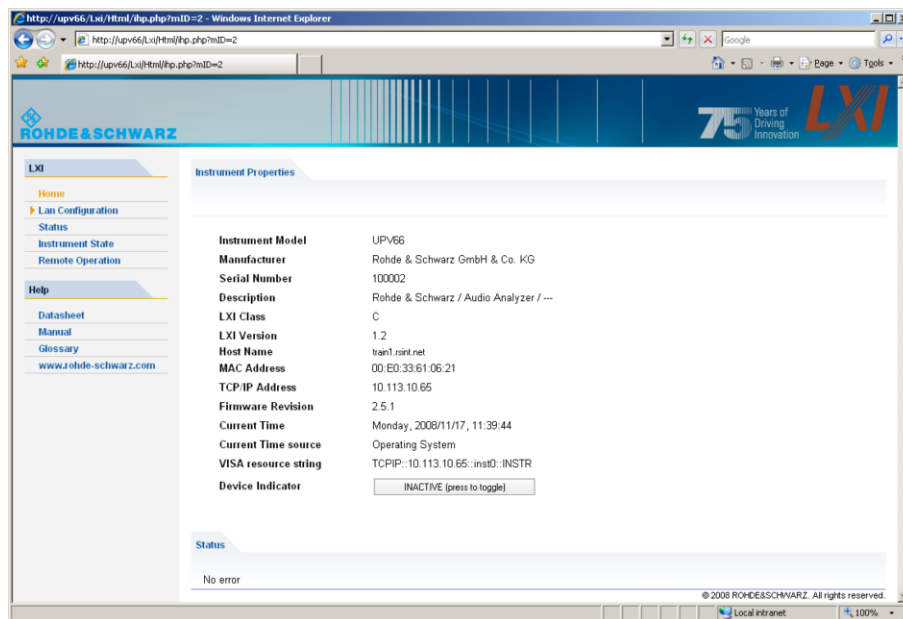 http://upv66/Lxi/Html/ihp.php?mID=2 - Windows Internet Explorer
http://upv66/Lxi/Html/ihp.php?mID=2
Google
http://upv66/Lxi/Html/ihp.php?mID=2
Page Tools
ROHDE&SCHWARZ
75 Years of Driving Innovation
LXI
LXI
Home
Lan Configuration
Status
Instrument State
Remote Operation
Help
Datasheet
Manual
Glossary
www.rohde-schwarz.com
Instrument Properties
Instrument Model UPV66
Manufacturer Rohde & Schwarz GmbH & Co. KG
Serial Number 100002
Description Rohde & Schwarz / Audio Analyzer / ---
LXI Class C
LXI Version 1.2
Host Name train1.rsint.net
MAC Address 00:E0:33:61:06:21
TCP/IP Address 10.113.10.65
Firmware Revision 2.5.1
Current Time Monday, 2008/11/17, 11:39:44
Current Time source Operating System
VISA resource string TCPIP::10.113.10.65::inst0::INSTR
Device Indicator INACTIVE (press to toggle)
Status
No error
© 2008 ROHDE&SCHWARZ. All rights reserved.
Local intranet 100%